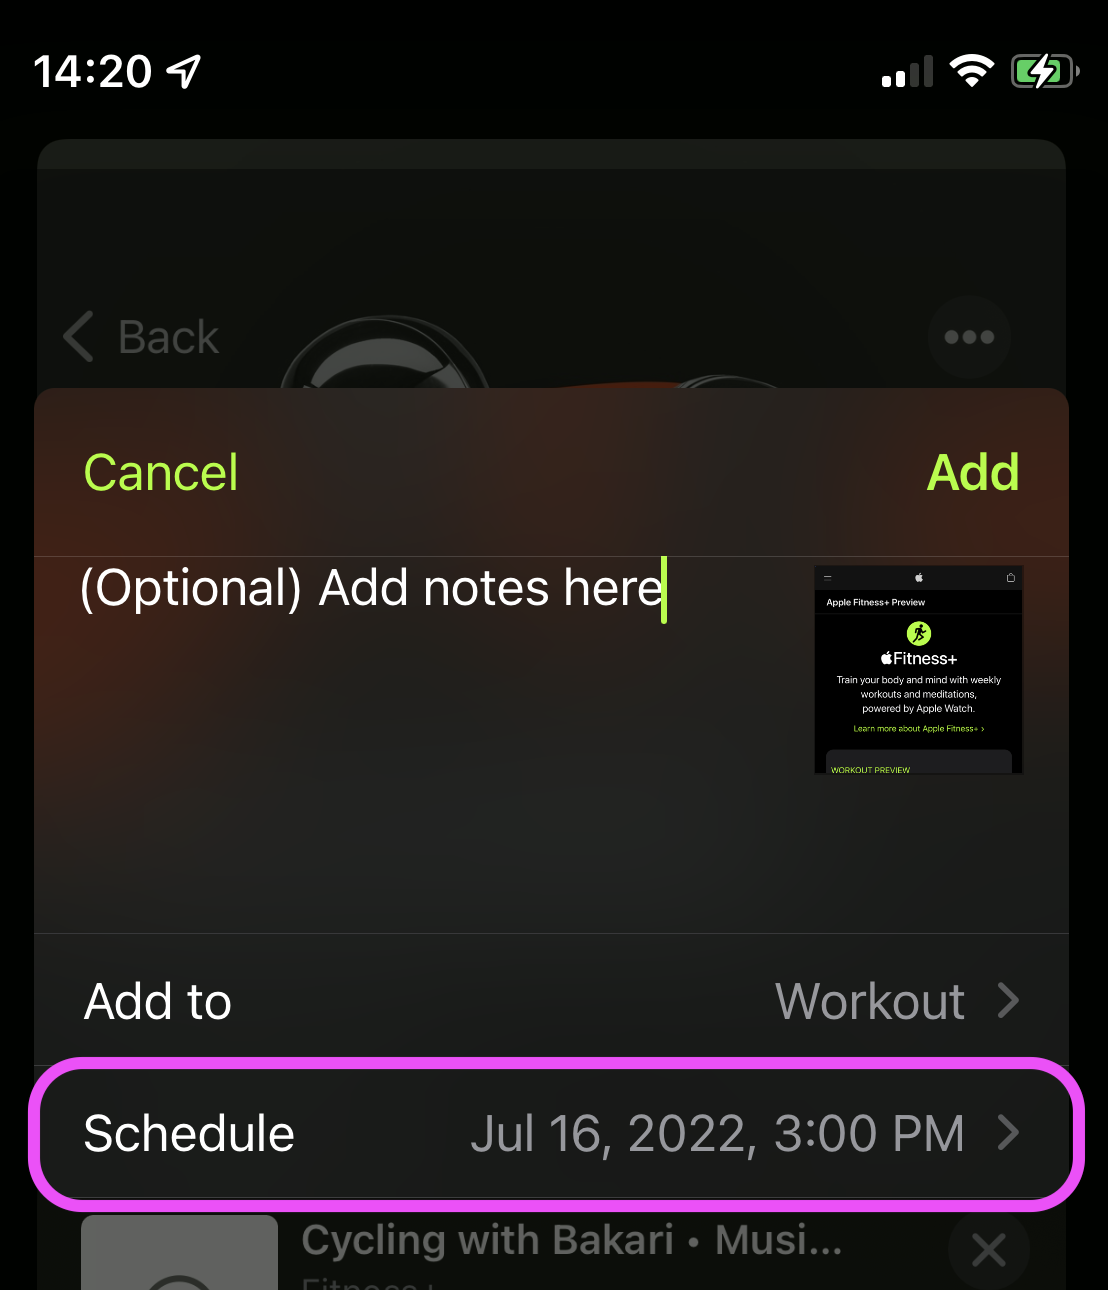 14:20
Back
Cancel
Add
(Optional) Add notes here
Apple Fitness+ Preview
Fitness+
Train your body and mind with weekly
workouts and meditations,
powered by Apple Watch.
Learn more about Apple Fitness+ >
WORKOUT PREVIEW
Add to
Workout
Schedule
Jul 16, 2022, 3:00 PM
Cycling with Bakari • Musi...
Fitness+